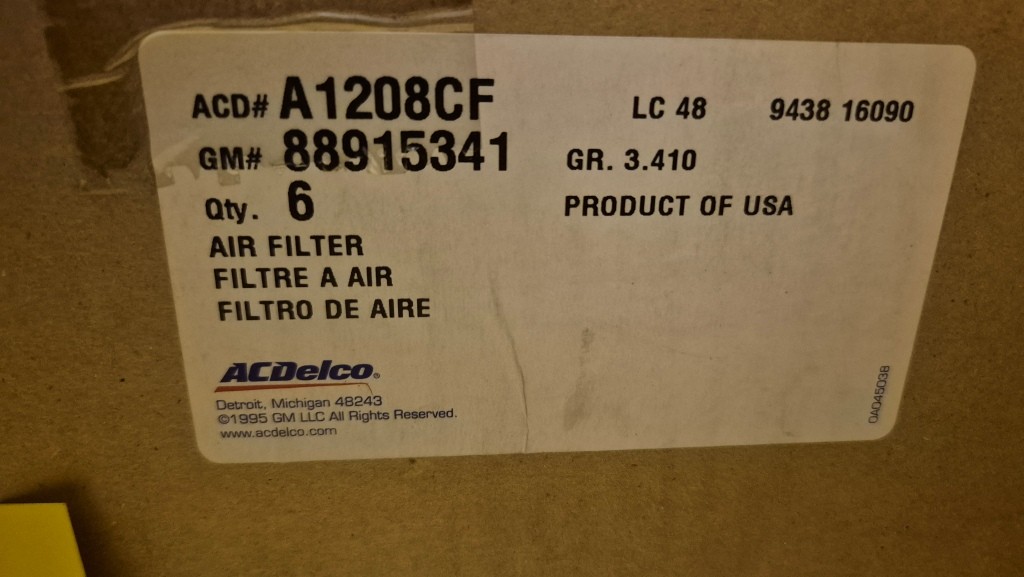 ACD# A1208CF LC 48 9438 16090
GM# 88915341 GR. 3.410
Qty. 6 PRODUCT OF USA
AIR FILTER
FILTRE A AIR
FILTRO DE AIRE
ACDelco®
Detroit, Michigan 48243
©1995 GM LLC All Rights Reserved.
www.acdelco.com
0A045038